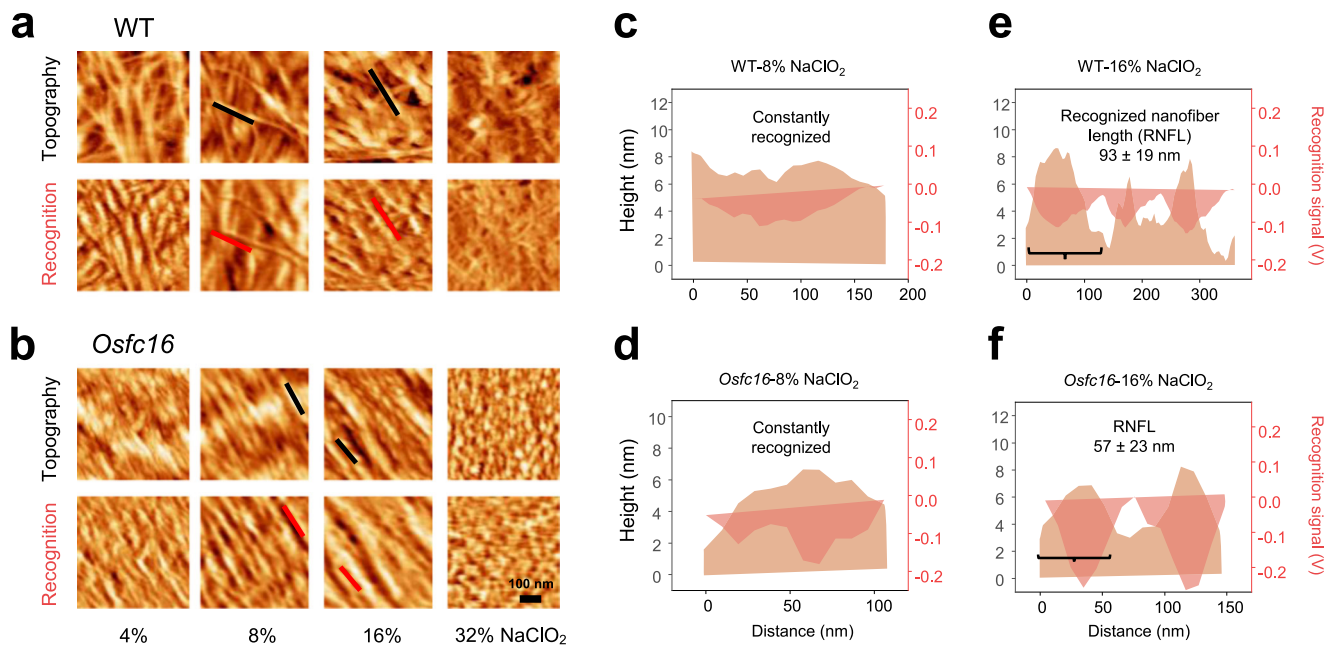 a
WT
Topography
Recognition
b
Osfc16
Topography
Recognition
100 nm
4%
8%
16%
32% NaClO₂
c
WT-8% NaClO₂
Constantly
recognized
Height (nm)
12
10
8
6
4
2
0
0.2
0.1
0.0
-0.1
-0.2
0
50
100
150
200
d
Osfc16-8% NaClO₂
Constantly
recognized
Height (nm)
10
8
6
4
2
0
0.2
0.1
0.0
-0.1
-0.2
0
50
100
Distance (nm)
e
WT-16% NaClO₂
Recognized nanofiber
length (RNFL)
93 ± 19 nm
12
10
8
6
4
2
0
0.2
0.1
0.0
-0.1
-0.2
Recognition signal (V)
0
100
200
300
f
Osfc16-16% NaClO₂
RNFL
57 ± 23 nm
12
10
8
6
4
2
0
0.2
0.1
0.0
-0.1
-0.2
Recognition signal (V)
0
50
100
150
Distance (nm)